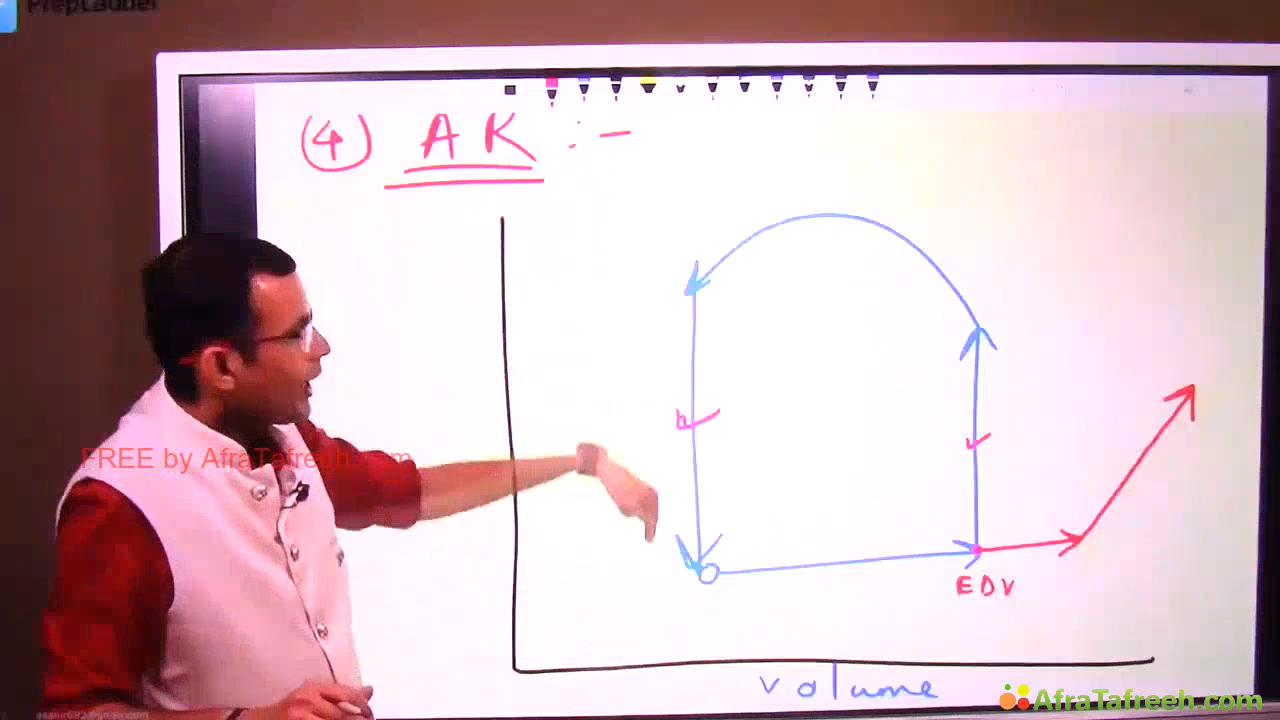 PrepLadder
(4) AK :-
FREE by AfraTafreeh.com
EDV
volume
AfraTafreeh.com